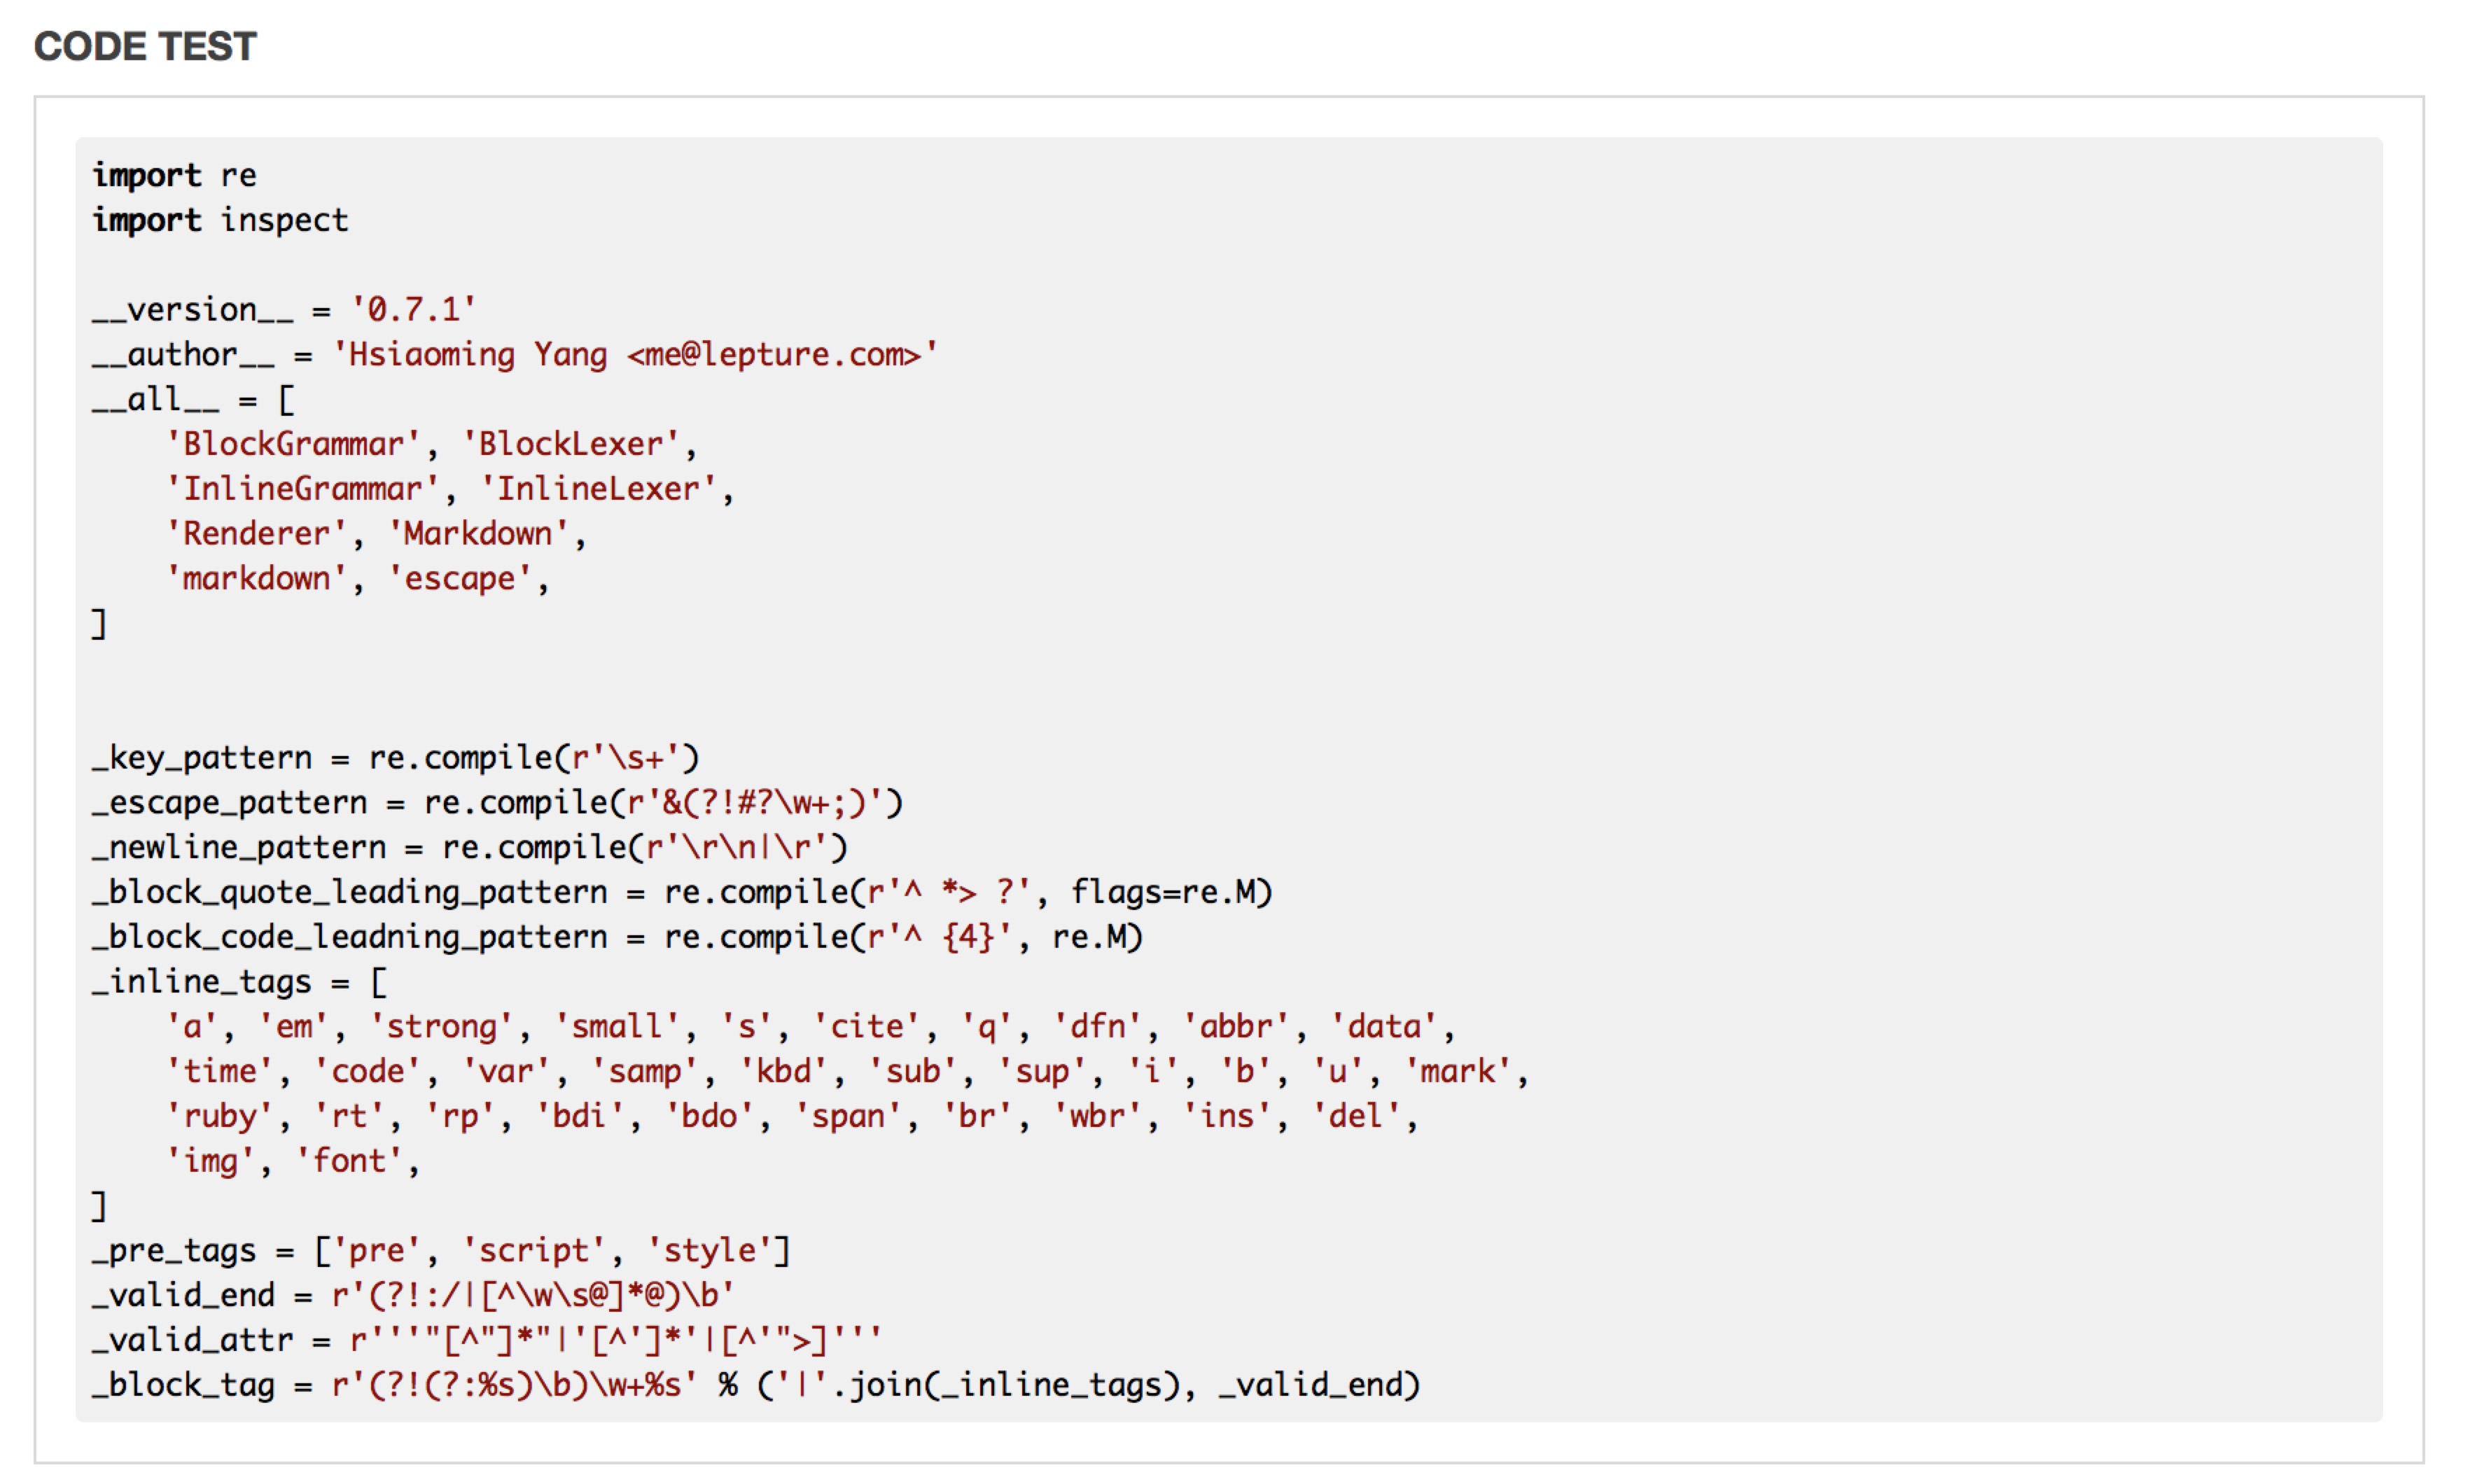 CODE TEST
import re
import inspect
__version__ = '0.7.1'
__author__ = 'Hsiaoming Yang <me@lepture.com>'
__all__ = [
    'BlockGrammar', 'BlockLexer',
    'InlineGrammar', 'InlineLexer',
    'Renderer', 'Markdown',
    'markdown', 'escape',
]
_key_pattern = re.compile(r'\s+')
_escape_pattern = re.compile(r'&(?!#?\w+;)')
_newline_pattern = re.compile(r'\r\n|\r')
_block_quote_leading_pattern = re.compile(r'^ *> ?', flags=re.M)
_block_code_leadning_pattern = re.compile(r'^ {4}', re.M)
_inline_tags = [
    'a', 'em', 'strong', 'small', 's', 'cite', 'q', 'dfn', 'abbr', 'data',
    'time', 'code', 'var', 'samp', 'kbd', 'sub', 'sup', 'i', 'b', 'u', 'mark',
    'ruby', 'rt', 'rp', 'bdi', 'bdo', 'span', 'br', 'wbr', 'ins', 'del',
    'img', 'font',
]
_pre_tags = ['pre', 'script', 'style']
_valid_end = r'(?!:/|[^\w\s@]*@)\b'
_valid_attr = r'''"[^"]*"|'[^']*'|[^'">]'''
_block_tag = r'(?!(?:%s)\b)\w+%s' % ('|'.join(_inline_tags), _valid_end)